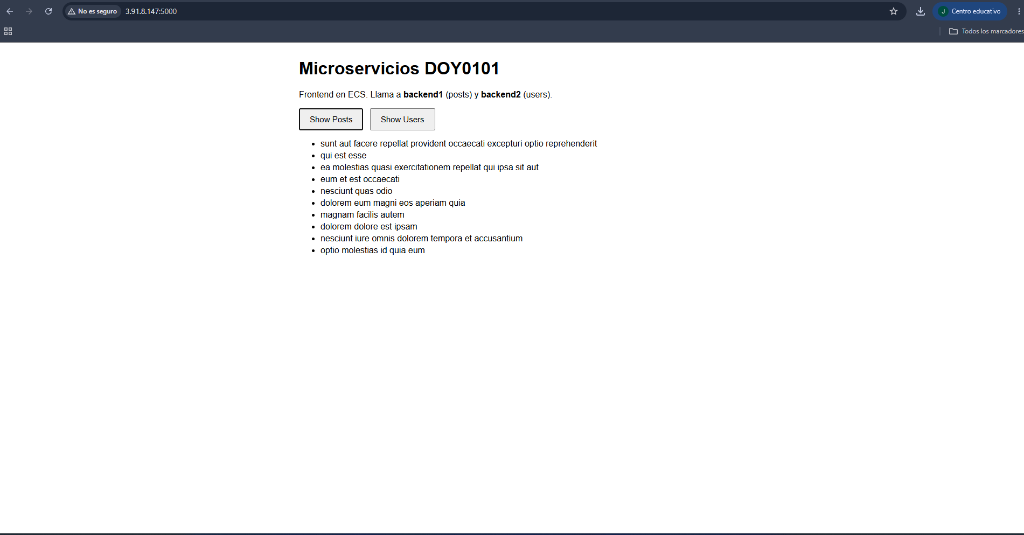 No es seguro 3.91.8.147:5000
J Centro educativo
Todos los marcadores
Microservicios DOY0101
Frontend en ECS. Llama a backend1 (posts) y backend2 (users).
Show Posts Show Users
sunt aut facere repellat provident occaecati excepturi optio reprehenderit
qui est esse
ea molestias quasi exercitationem repellat qui ipsa sit aut
eum et est occaecati
nesciunt quas odio
dolorem eum magni eos aperiam quia
magnam facilis autem
dolorem dolore est ipsam
nesciunt iure omnis dolorem tempora et accusantium
optio molestias id quia eum